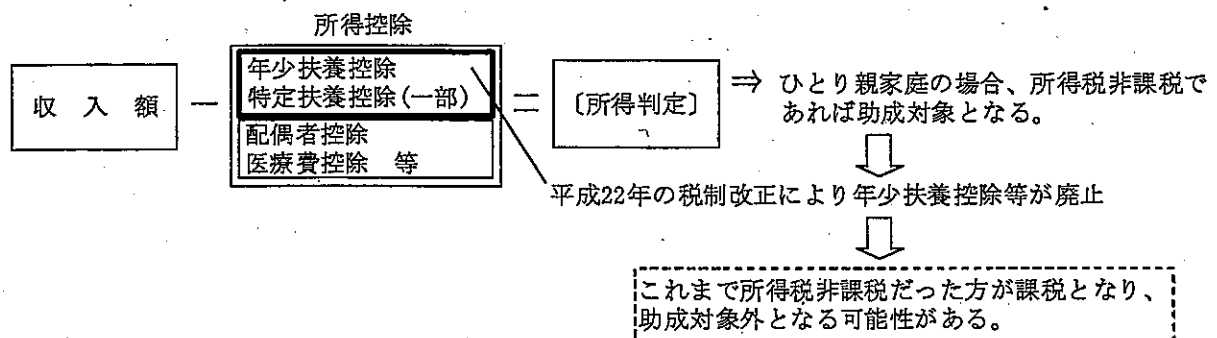 所得控除
収入額
－
年少扶養控除
特定扶養控除(一部)
配偶者控除
医療費控除　等
＝
〔所得判定〕
⇒ ひとり親家庭の場合、所得税非課税で
あれば助成対象となる。
平成22年の税制改正により年少扶養控除等が廃止
これまで所得税非課税だった方が課税となり、
助成対象外となる可能性がある。